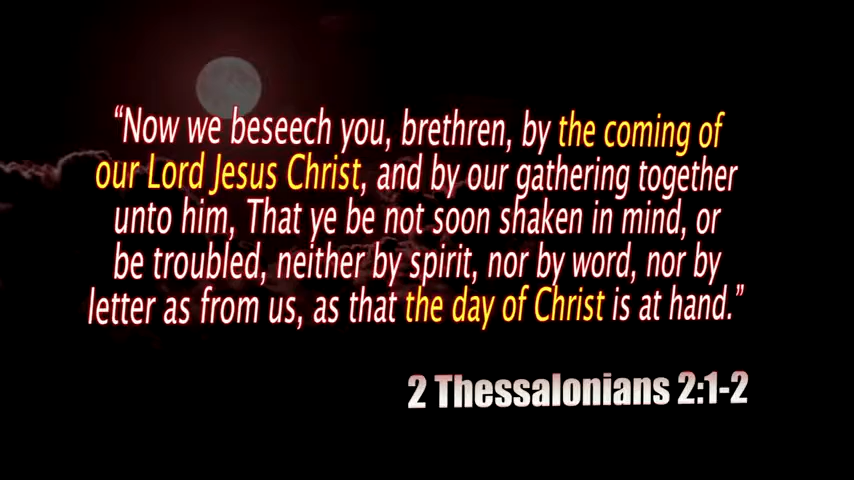 “Now we beseech you, brethren, by the coming of
our Lord Jesus Christ, and by our gathering together
unto him, That ye be not soon shaken in mind, or
be troubled, neither by spirit, nor by word, nor by
letter as from us, as that the day of Christ is at hand.”
2 Thessalonians 2:1-2